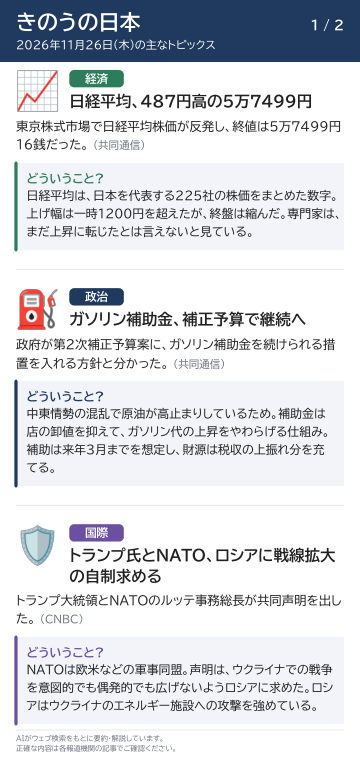 きのうの日本
1 / 2
2026年11月26日(木)の主なトピックス
経済
日経平均、487円高の5万7499円
東京株式市場で日経平均株価が反発し、終値は5万7499円
16銭だった。（共同通信）
どういうこと?
日経平均は、日本を代表する225社の株価をまとめた数字。
上げ幅は一時1200円を超えたが、終盤は縮んだ。専門家は、
まだ上昇に転じたとは言えないと見ている。
政治
ガソリン補助金、補正予算で継続へ
政府が第2次補正予算案に、ガソリン補助金を続けられる措
置を入れる方針と分かった。（共同通信）
どういうこと?
中東情勢の混乱で原油が高止まりしているため。補助金は
店の卸値を抑えて、ガソリン代の上昇をやわらげる仕組み。
補助は来年3月までを想定し、財源は税収の上振れ分を充
てる。
国際
トランプ氏とNATO、ロシアに戦線拡大
の自制求める
トランプ大統領とNATOのルッテ事務総長が共同声明を出し
た。（CNBC）
どういうこと?
NATOは欧米などの軍事同盟。声明は、ウクライナでの戦争
を意図的でも偶発的でも広げないようロシアに求めた。ロシ
アはウクライナのエネルギー施設への攻撃を強めている。
AIがウェブ検索をもとに要約・解説しています。
正確な内容は各報道機関の記事でご確認ください。